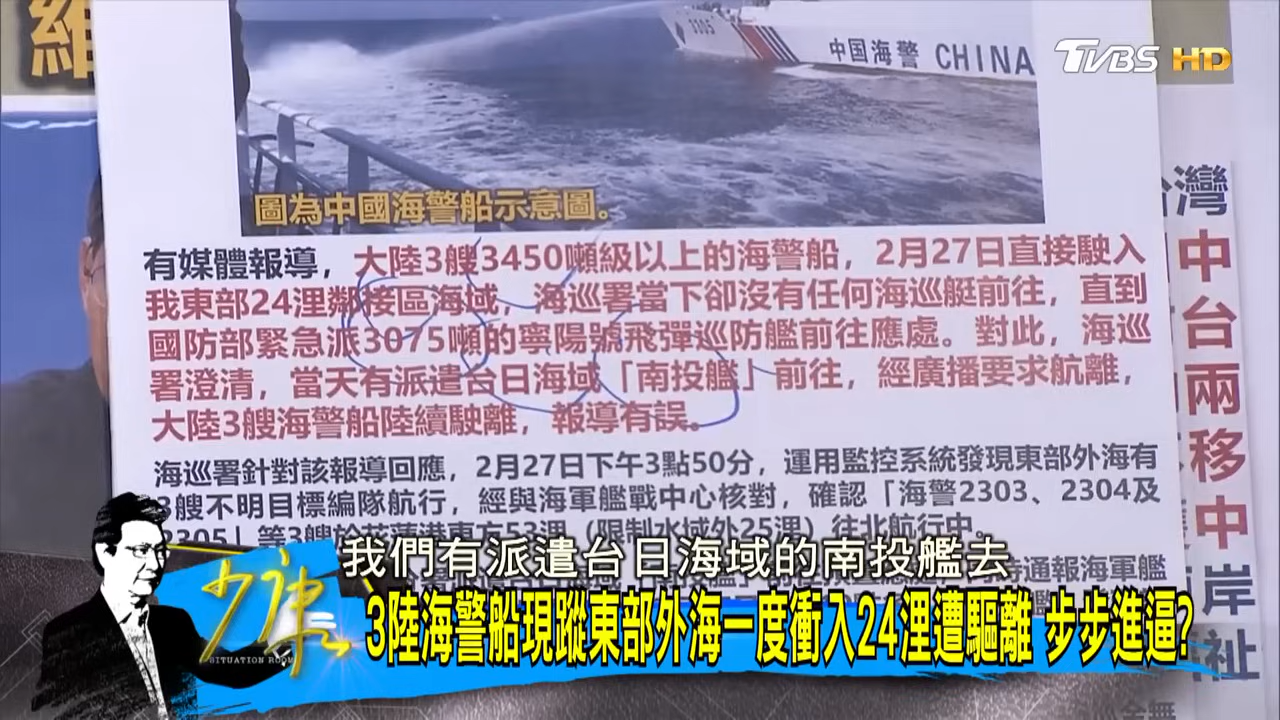 維
3305
中国海警 CHINA
TVBS HD
圖為中國海警船示意圖。
有媒體報導，大陸3艘3450噸級以上的海警船，2月27日直接駛入
我東部24浬鄰接區海域，海巡署當下卻沒有任何海巡艇前往，直到
國防部緊急派3075噸的寧陽號飛彈巡防艦前往應處。對此，海巡
署澄清，當天有派遣台日海域「南投艦」前往，經廣播要求航離，
大陸3艘海警船陸續駛離，報導有誤。
海巡署針對該報導回應，2月27日下午3點50分，運用監控系統發現東部外海有
3艘不明目標編隊航行，經與海軍艦戰中心核對，確認「海警2303、2304及
2305」等3艘於花蓮港東方53浬（限制水域外25浬）往北航行中。
通報海軍艦
台灣
中台兩移中
岸
祉
我們有派遣台日海域的南投艦去
少康
SITUATION ROOM
3陸海警船現蹤東部外海一度衝入24浬遭驅離 步步進逼?